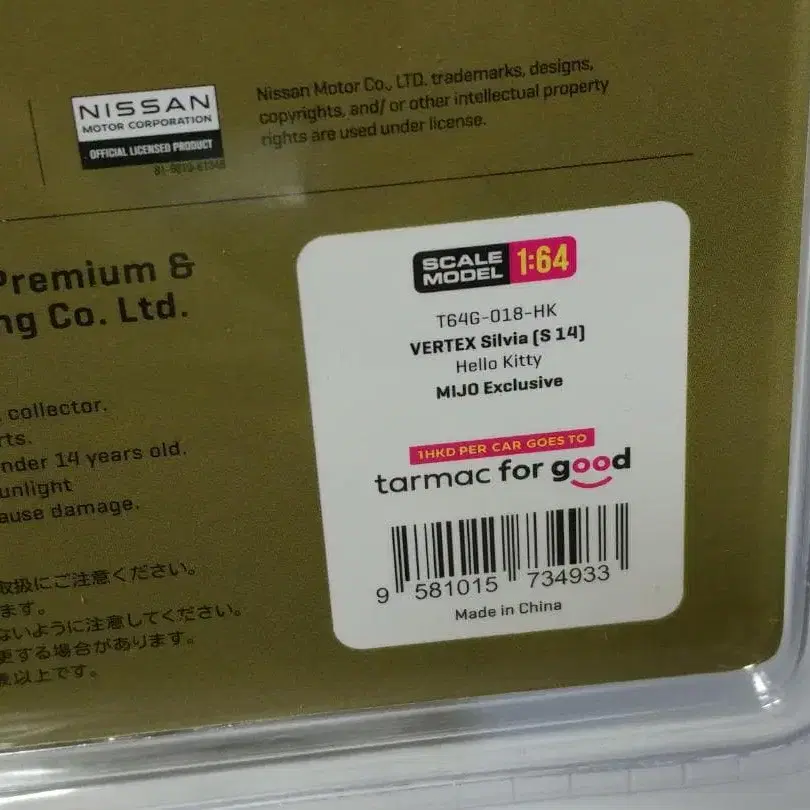 NISSAN
MOTOR CORPORATION
OFFICIAL LICENSED PRODUCT
Nissan Motor Co., LTD. trademarks, designs,
copyrights, and/ or other intellectual property
rights are used under license.
Premium &
ng Co. Ltd.
collector.
rts.
nder 14 years old.
unlight
ause damage.
取扱にご注意ください。
ます。
ないように注意してください。
更する場合があります。
以上です。
SCALE
MODEL 1:64
T64G-018-HK
VERTEX Silvia (S 14)
Hello Kitty
MIJO Exclusive
1HKD PER CAR GOES TO
tarmac for good
9 581015 734933
Made in China